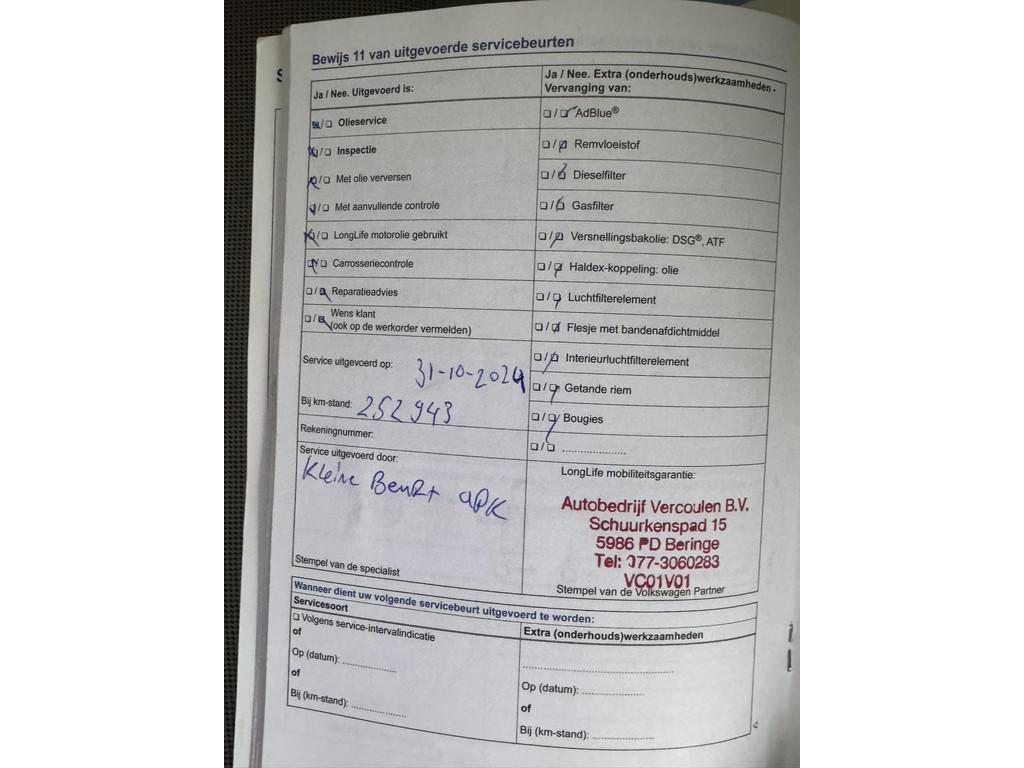 Bewijs 11 van uitgevoerde servicebeurten
Ja / Nee. Uitgevoerd is:
Olieservice
Inspectie
Met olie verversen
Met aanvullende controle
LongLife motorolie gebruikt
Carrosseriecontrole
Reparatieadvies
Wens klant
(ook op de werkorder vermelden)
Service uitgevoerd op: 31-10-2024
Bij km-stand: 252943
Rekeningnummer:
Service uitgevoerd door:
Kleine Beurt APK
Stempel van de specialist
Ja / Nee. Extra (onderhouds)werkzaamheden -
Vervanging van:
AdBlue®
Remvloeistof
Dieselfilter
Gasfilter
Versnellingsbakolie: DSG®, ATF
Haldex-koppeling: olie
Luchtfilterelement
Flesje met bandenafdichtmiddel
Interieurluchtfilterelement
Getande riem
Bougies
LongLife mobiliteitsgarantie:
Autobedrijf Vercoulen B.V.
Schuurkenspad 15
5986 PD Beringe
Tel: 077-3060283
VC01V01
Stempel van de Volkswagen Partner
Wanneer dient uw volgende servicebeurt uitgevoerd te worden:
Servicesoort
Volgens service-intervalindicatie
of
Op (datum):
of
Bij (km-stand):
Extra (onderhouds)werkzaamheden
Op (datum):
of
Bij (km-stand):